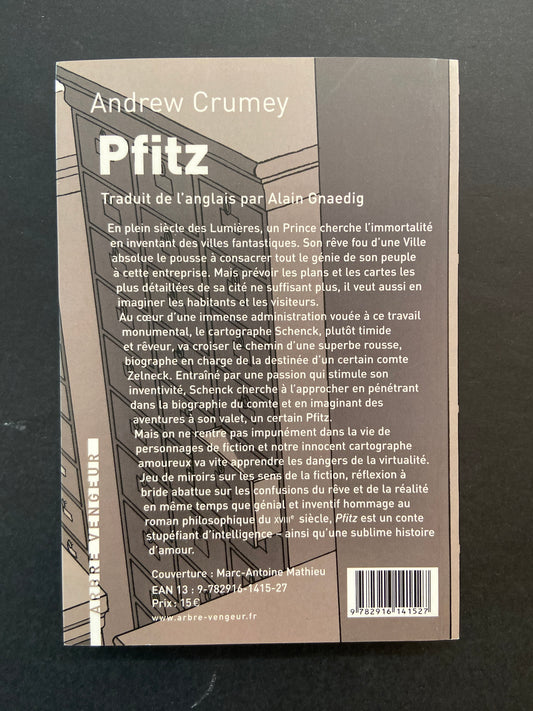 Andrew Crumey
Pfitz
Traduit de l'anglais par Alain Gnaedig
En plein siècle des Lumières, un Prince cherche l'immortalité
en inventant des villes fantastiques. Son rêve fou d'une Ville
absolue le pousse à consacrer tout le génie de son peuple
à cette entreprise. Mais prévoir les plans et les cartes les
plus détaillées de sa cité ne suffisant plus, il veut aussi en
imaginer les habitants et les visiteurs.
Au cœur d'une immense administration vouée à ce travail
monumental, le cartographe Schenck, plutôt timide
et rêveur, va croiser le chemin d'une superbe rousse,
biographe en charge de la destinée d'un certain comte
Zelneck. Entraîné par une passion qui stimule son
inventivité, Schenck cherche à l'approcher en pénétrant
dans la biographie du comte et en imaginant des
aventures à son valet, un certain Pfitz.
Mais on ne rentre pas impunément dans la vie de
personnages de fiction et notre innocent cartographe
amoureux va vite apprendre les dangers de la virtualité.
Jeu de miroirs sur les sens de la fiction, réflexion à
bride abattue sur les confusions du rêve et de la réalité
en même temps que génial et inventif hommage au
roman philosophique du XVIIIe siècle, Pfitz est un conte
stupéfiant d'intelligence – ainsi qu'une sublime histoire
d'amour.
Couverture : Marc-Antoine Mathieu
EAN 13 : 9-782916-1415-27
Prix : 15 €
www.arbre-vengeur.fr
ARBRE VENGEUR
9 782916 141527